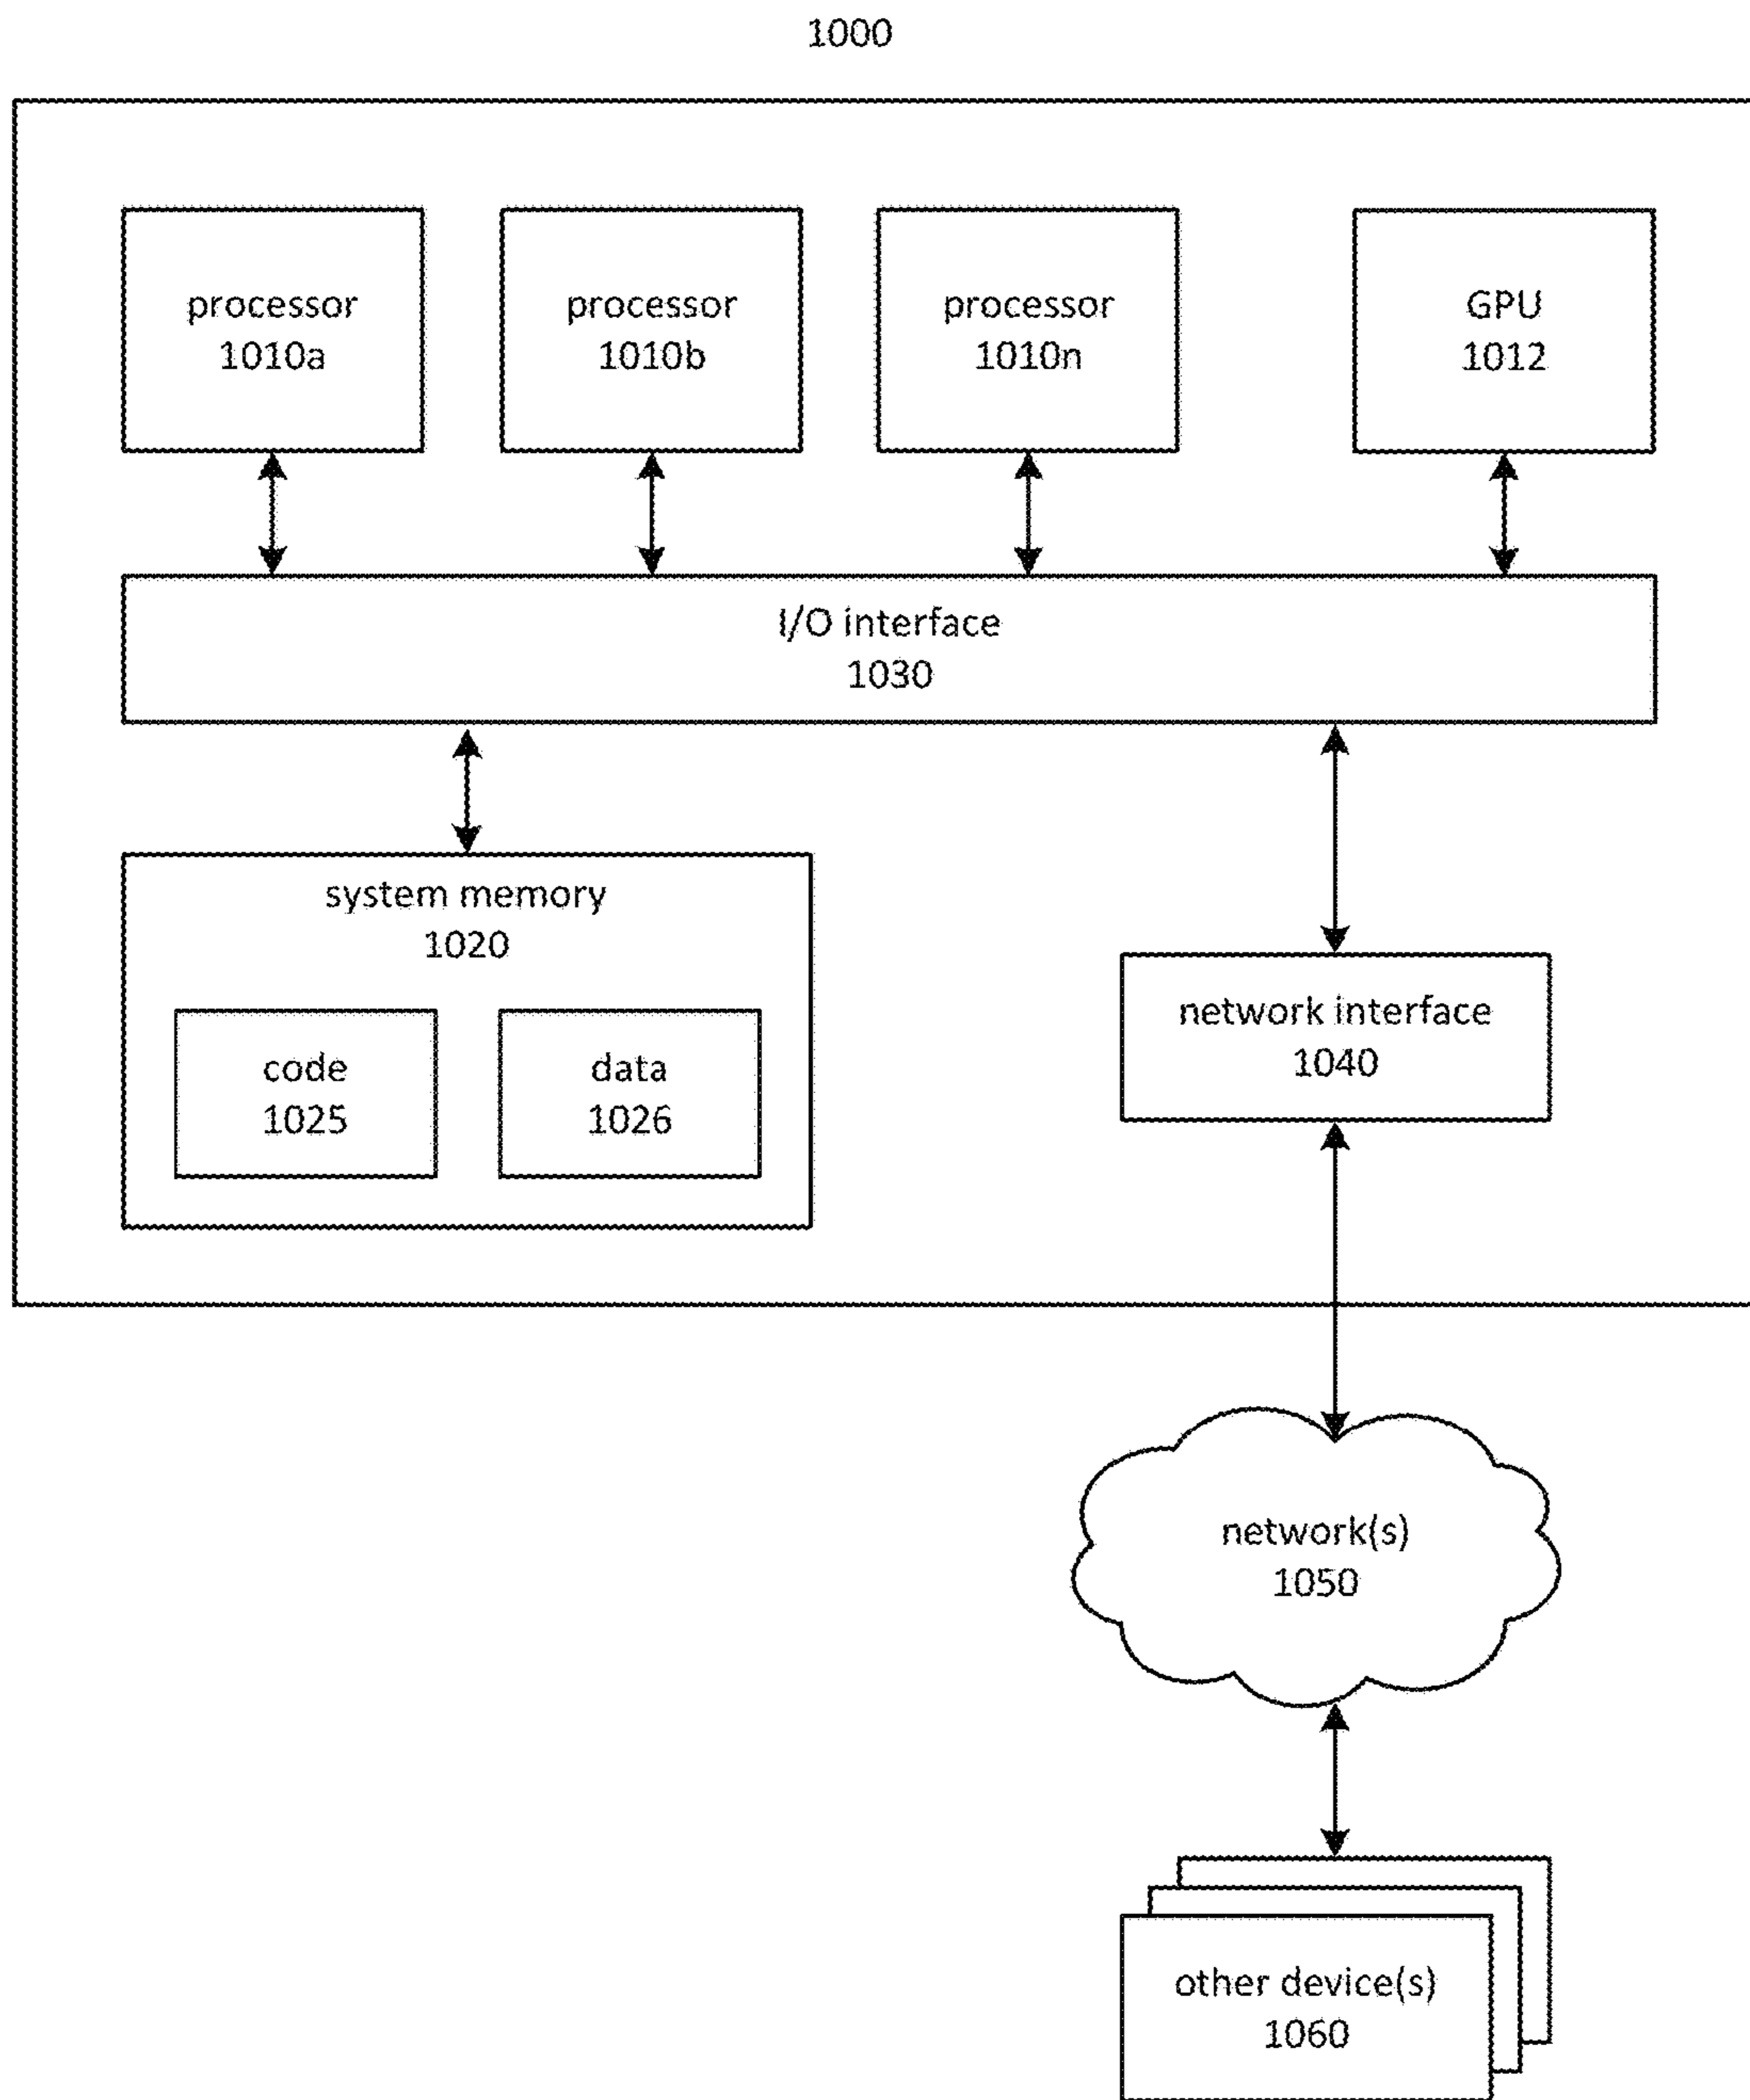 1000
processor
1010a
processor
1010b
processor
1010n
GPU
1012
I/O interface
1030
system memory
1020
code
1025
data
1026
network interface
1040
network(s)
1050
other device(s)
1060